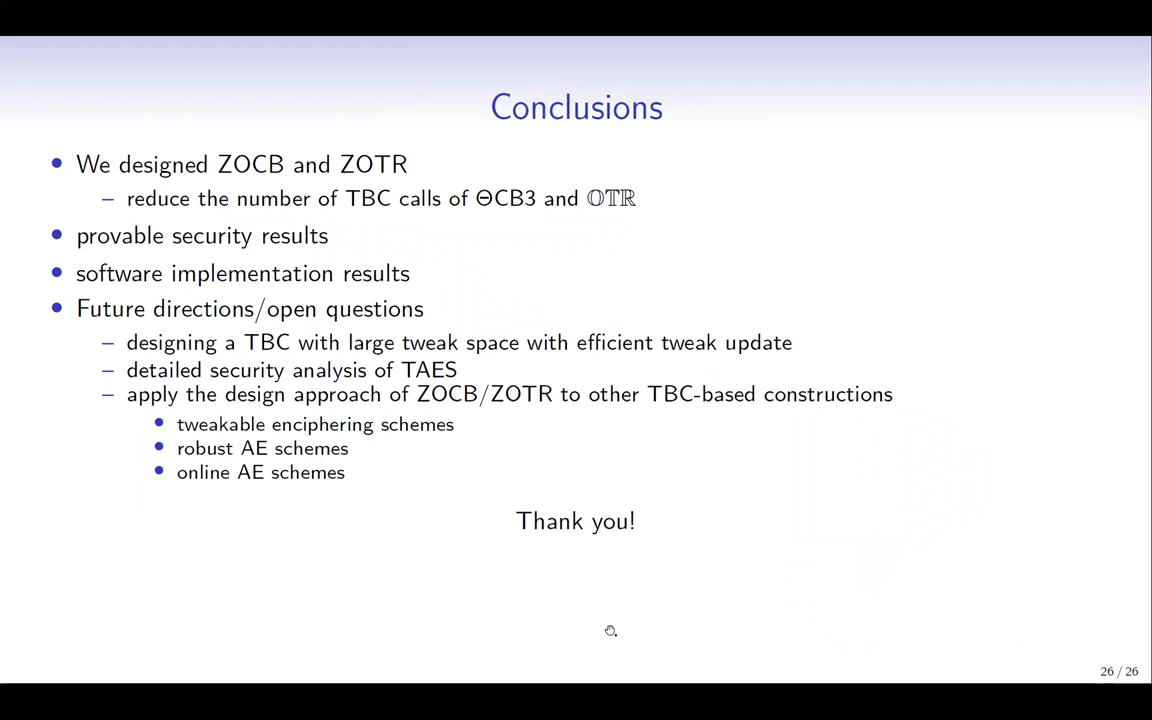 Conclusions
• We designed ZOCB and ZOTR
– reduce the number of TBC calls of ΘCB3 and 𝕆𝕋ℝ
• provable security results
• software implementation results
• Future directions/open questions
– designing a TBC with large tweak space with efficient tweak update
– detailed security analysis of TAES
– apply the design approach of ZOCB/ZOTR to other TBC-based constructions
• tweakable enciphering schemes
• robust AE schemes
• online AE schemes
Thank you!
26 / 26